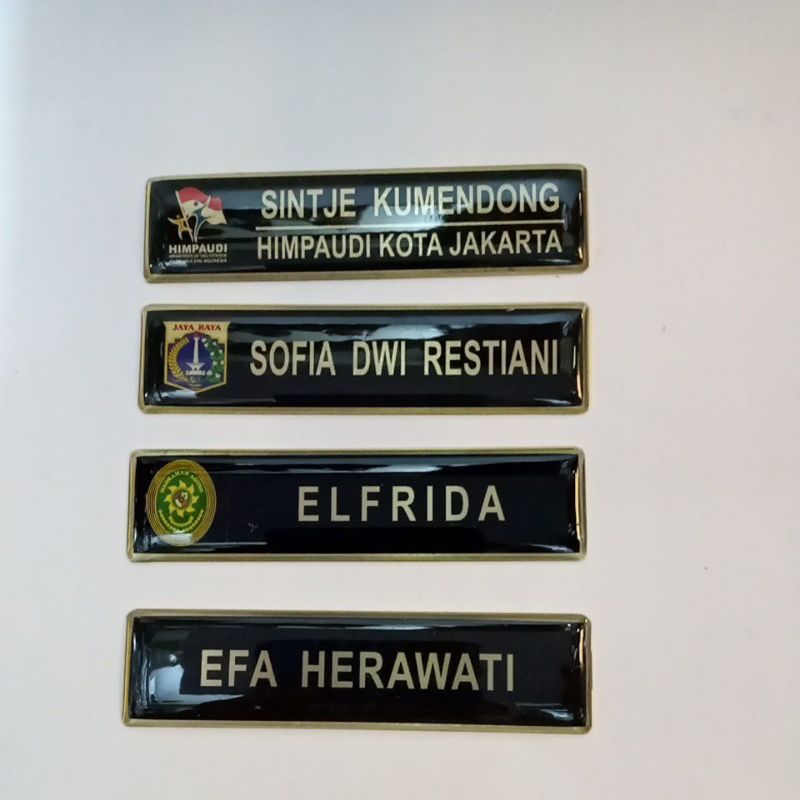 SINTJE KUMENDONG
HIMPAUDI KOTA JAKARTA
HIMPAUDI
JAYA RAYA
SOFIA DWI RESTIANI
ELFRIDA
EFA HERAWATI